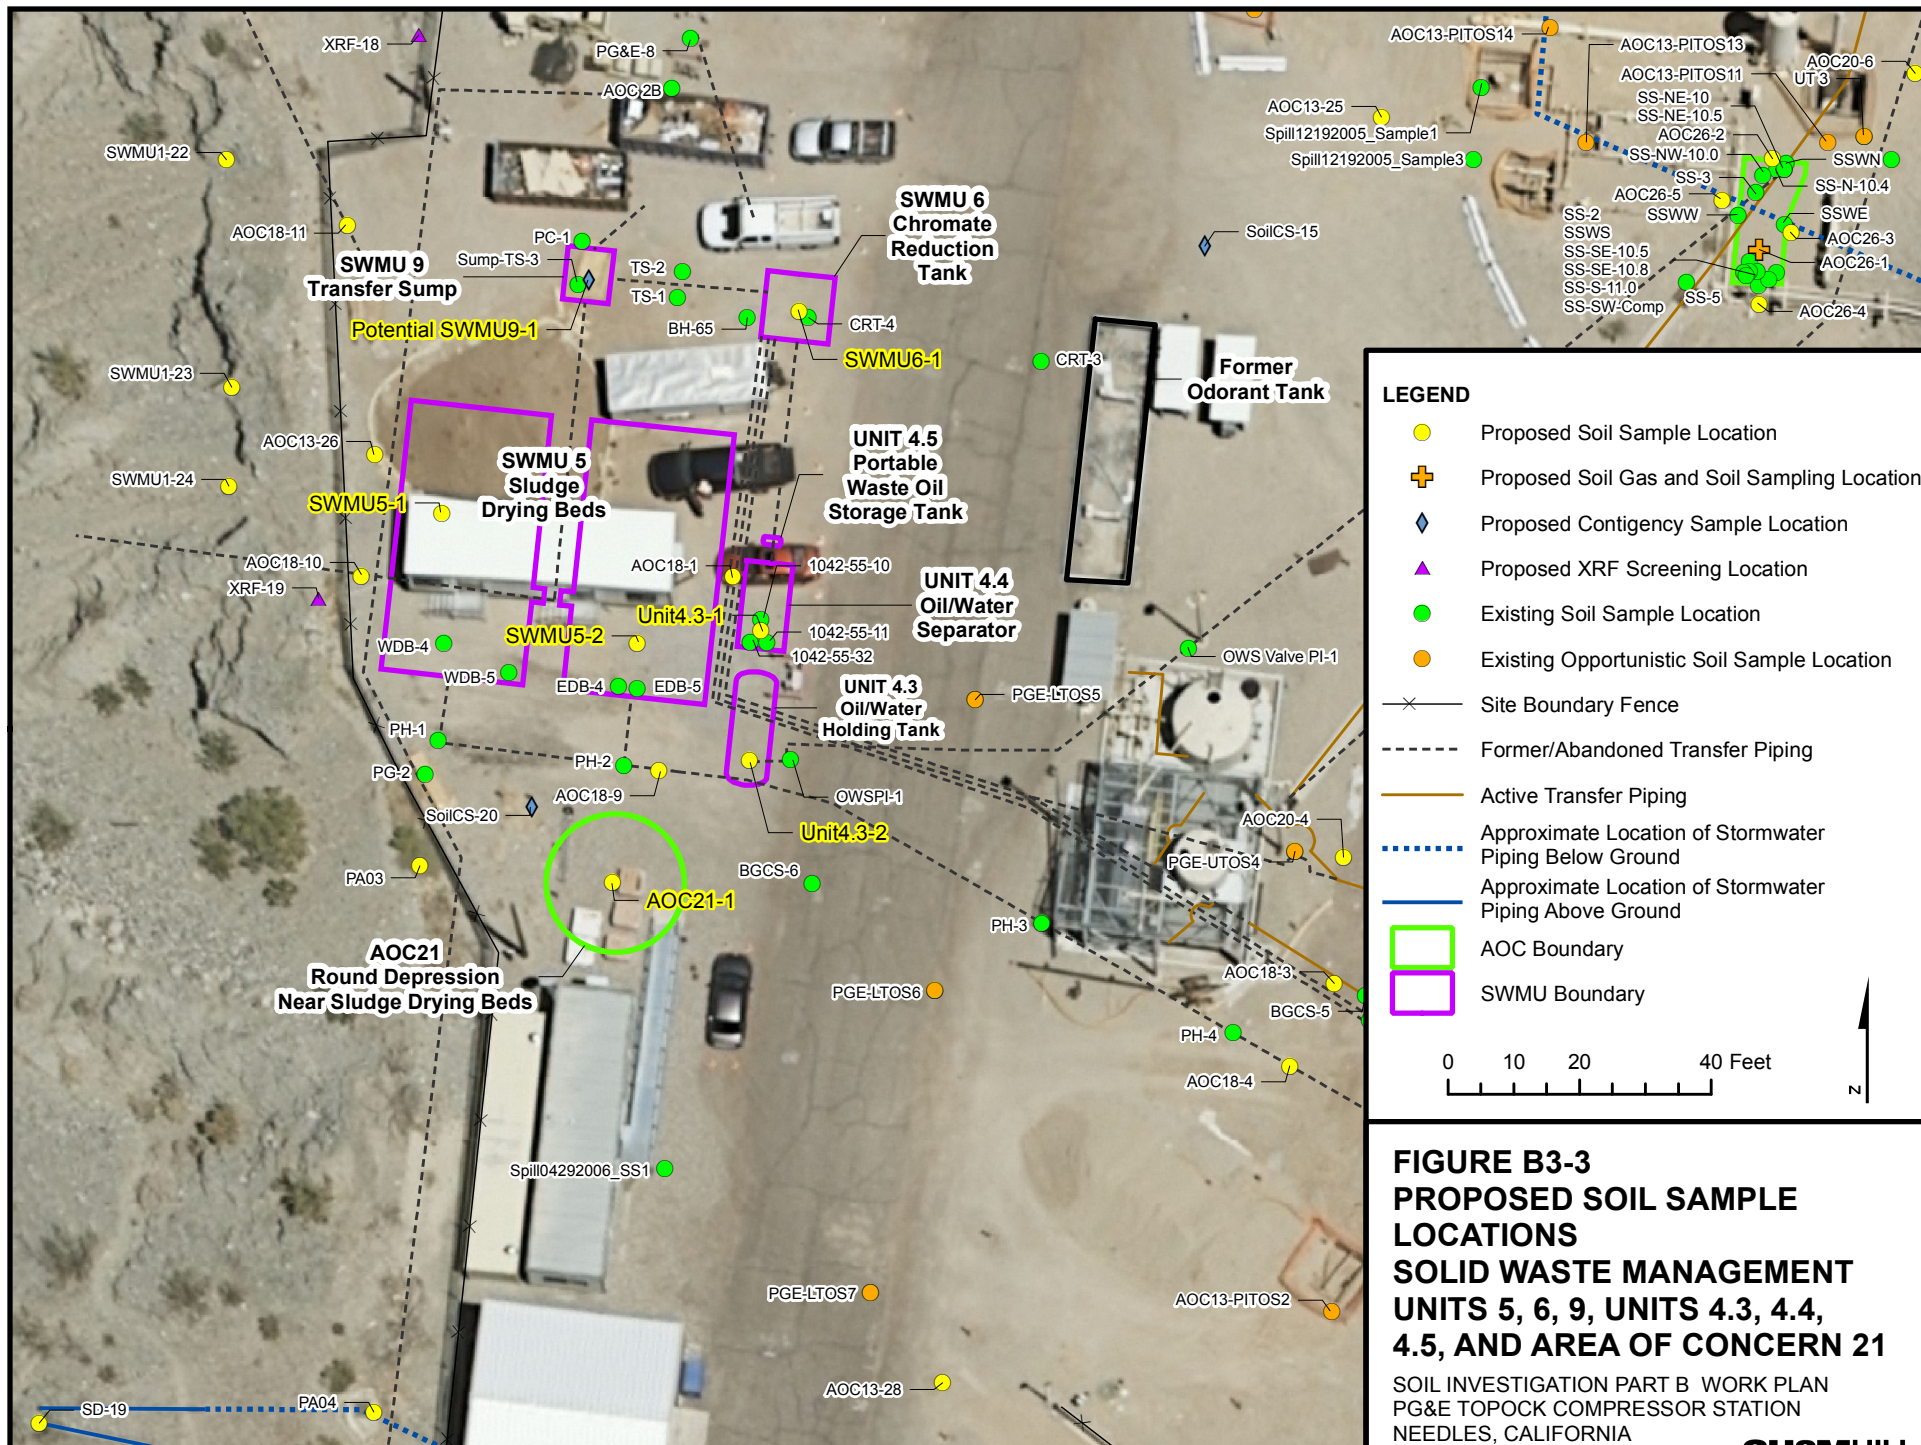 XRF-18
PG&E-8
AOC-2B
SWMU1-22
AOC18-11
PC-1
Sump-TS-3
SWMU 9
Transfer Sump
Potential SWMU9-1
TS-2
TS-1
BH-65
SWMU 6
Chromate
Reduction
Tank
CRT-4
SWMU6-1
CRT-3
SoilCS-15
Former
Odorant Tank
AOC13-PITOS14
AOC13-25
Spill12192005_Sample1
Spill12192005_Sample3
AOC13-PITOS13
AOC13-PITOS11
AOC20-6
UT 3
SS-NE-10
SS-NE-10.5
AOC26-2
SS-NW-10.0
SS-3
AOC26-5
SSWW
SSWN
SS-N-10.4
SSWE
AOC26-3
AOC26-1
SS-2
SSWS
SS-SE-10.5
SS-SE-10.8
SS-S-11.0
SS-SW-Comp
SS-5
AOC26-4
SWMU1-23
AOC13-26
SWMU1-24
SWMU5-1
SWMU 5
Sludge
Drying Beds
UNIT 4.5
Portable
Waste Oil
Storage Tank
AOC18-10
XRF-19
AOC18-1
1042-55-10
UNIT 4.4
Oil/Water
Separator
Unit4.3-1
SWMU5-2
1042-55-11
1042-55-32
WDB-4
WDB-5
EDB-4
EDB-5
UNIT 4.3
Oil/Water
Holding Tank
PGE-LTOS5
OWS Valve PI-1
PH-1
PG-2
PH-2
AOC18-9
OWSPI-1
SoilCS-20
Unit4.3-2
PA03
BGCS-6
AOC21-1
AOC20-4
PGE-UTOS4
PH-3
AOC21
Round Depression
Near Sludge Drying Beds
PGE-LTOS6
AOC18-3
BGCS-5
PH-4
AOC18-4
Spill04292006_SS1
PGE-LTOS7
AOC13-PITOS2
AOC13-28
SD-19
PA04
LEGEND
Proposed Soil Sample Location
Proposed Soil Gas and Soil Sampling Location
Proposed Contigency Sample Location
Proposed XRF Screening Location
Existing Soil Sample Location
Existing Opportunistic Soil Sample Location
Site Boundary Fence
Former/Abandoned Transfer Piping
Active Transfer Piping
Approximate Location of Stormwater
Piping Below Ground
Approximate Location of Stormwater
Piping Above Ground
AOC Boundary
SWMU Boundary
0 10 20 40 Feet
Z
FIGURE B3-3
PROPOSED SOIL SAMPLE
LOCATIONS
SOLID WASTE MANAGEMENT
UNITS 5, 6, 9, UNITS 4.3, 4.4,
4.5, AND AREA OF CONCERN 21
SOIL INVESTIGATION PART B WORK PLAN
PG&E TOPOCK COMPRESSOR STATION
NEEDLES, CALIFORNIA